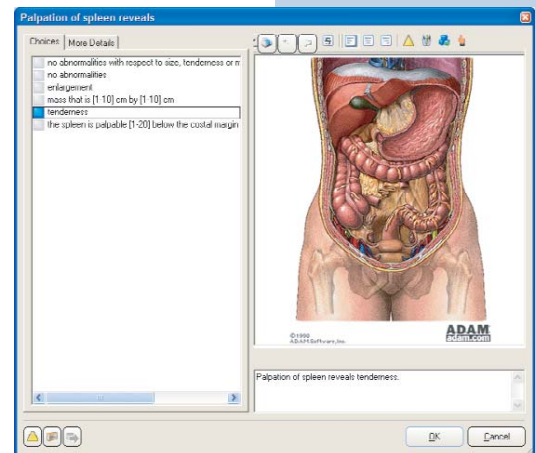 Palpation of spleen reveals
Choices
More Details
no abnormalities with respect to size, tenderness or m
no abnormalities
enlargement
mass that is [1-10] cm by [1-10] cm
tenderness
the spleen is palpable [1-20] below the costal margin
©1990
ADAM Software, Inc.
ADAM
adam.com
Palpation of spleen reveals tenderness.
OK
Cancel